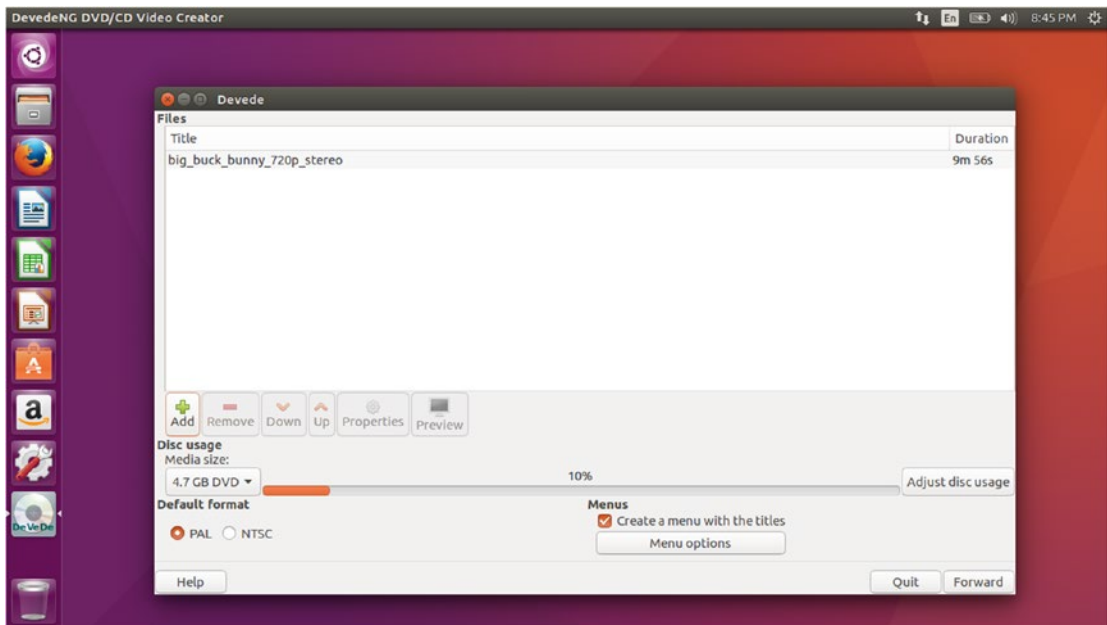 DevedeNG DVD/CD Video Creator
En
8:45 PM
Devede
Files
Title Duration
big_buck_bunny_720p_stereo 9m 56s
Add Remove Down Up Properties Preview
Disc usage
Media size:
4.7 GB DVD 10% Adjust disc usage
Default format Menus
Create a menu with the titles
PAL NTSC
Menu options
Help Quit Forward
A
a
DeVeDe